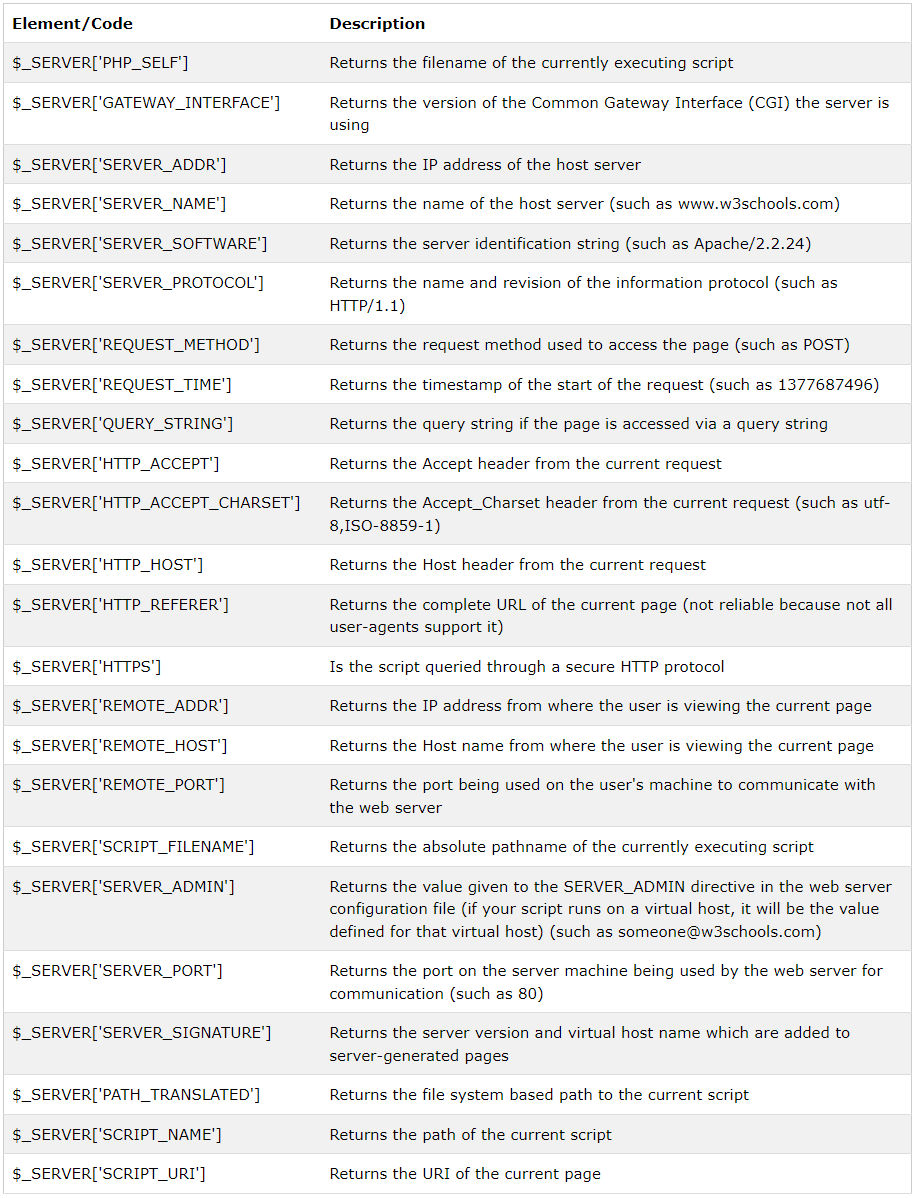 Element/Code Description
$_SERVER['PHP_SELF'] Returns the filename of the currently executing script
$_SERVER['GATEWAY_INTERFACE'] Returns the version of the Common Gateway Interface (CGI) the server is
using
$_SERVER['SERVER_ADDR'] Returns the IP address of the host server
$_SERVER['SERVER_NAME'] Returns the name of the host server (such as www.w3schools.com)
$_SERVER['SERVER_SOFTWARE'] Returns the server identification string (such as Apache/2.2.24)
$_SERVER['SERVER_PROTOCOL'] Returns the name and revision of the information protocol (such as
HTTP/1.1)
$_SERVER['REQUEST_METHOD'] Returns the request method used to access the page (such as POST)
$_SERVER['REQUEST_TIME'] Returns the timestamp of the start of the request (such as 1377687496)
$_SERVER['QUERY_STRING'] Returns the query string if the page is accessed via a query string
$_SERVER['HTTP_ACCEPT'] Returns the Accept header from the current request
$_SERVER['HTTP_ACCEPT_CHARSET'] Returns the Accept_Charset header from the current request (such as utf-
8,ISO-8859-1)
$_SERVER['HTTP_HOST'] Returns the Host header from the current request
$_SERVER['HTTP_REFERER'] Returns the complete URL of the current page (not reliable because not all
user-agents support it)
$_SERVER['HTTPS'] Is the script queried through a secure HTTP protocol
$_SERVER['REMOTE_ADDR'] Returns the IP address from where the user is viewing the current page
$_SERVER['REMOTE_HOST'] Returns the Host name from where the user is viewing the current page
$_SERVER['REMOTE_PORT'] Returns the port being used on the user's machine to communicate with
the web server
$_SERVER['SCRIPT_FILENAME'] Returns the absolute pathname of the currently executing script
$_SERVER['SERVER_ADMIN'] Returns the value given to the SERVER_ADMIN directive in the web server
configuration file (if your script runs on a virtual host, it will be the value
defined for that virtual host) (such as someone@w3schools.com)
$_SERVER['SERVER_PORT'] Returns the port on the server machine being used by the web server for
communication (such as 80)
$_SERVER['SERVER_SIGNATURE'] Returns the server version and virtual host name which are added to
server-generated pages
$_SERVER['PATH_TRANSLATED'] Returns the file system based path to the current script
$_SERVER['SCRIPT_NAME'] Returns the path of the current script
$_SERVER['SCRIPT_URI'] Returns the URI of the current page